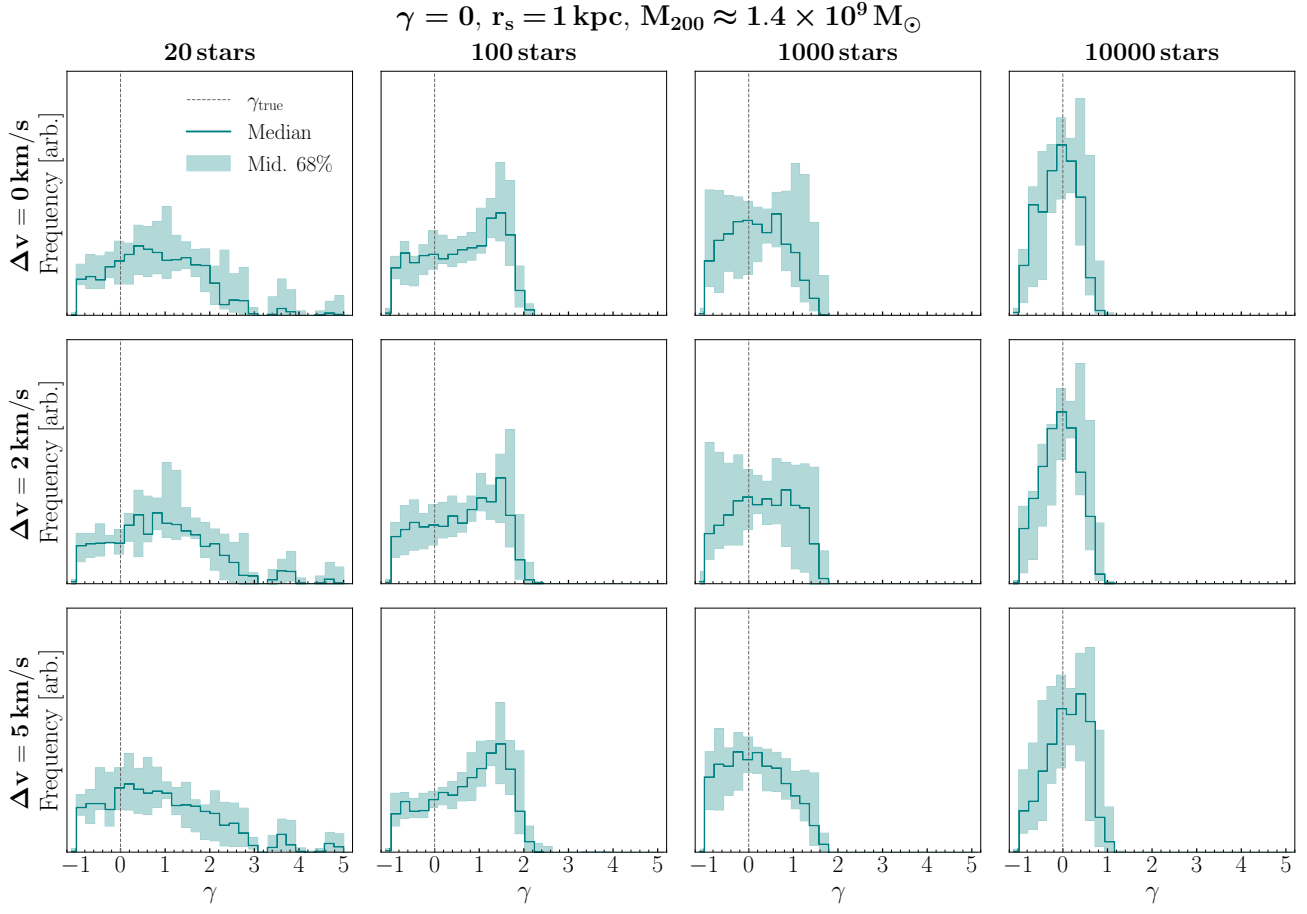 γ = 0, r_s = 1 kpc, M_200 ≈ 1.4 × 10^9 M_⊙
20 stars
100 stars
1000 stars
10000 stars
Δv = 0 km/s
Frequency [arb.]
γ_true
Median
Mid. 68%
Δv = 2 km/s
Frequency [arb.]
Δv = 5 km/s
Frequency [arb.]
−1 0 1 2 3 4 5
−1 0 1 2 3 4 5
−1 0 1 2 3 4 5
−1 0 1 2 3 4 5
γ
γ
γ
γ